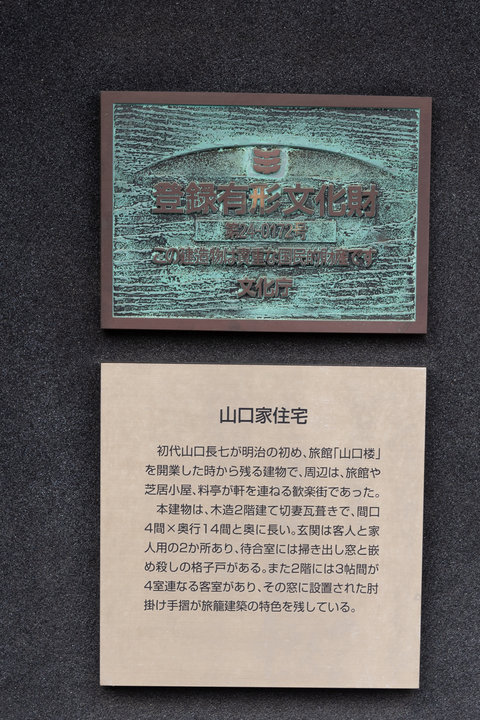 登録有形文化財
第24-0072号
この建造物は貴重な国民的財産です
文化庁
山口家住宅
初代山口長七が明治の初め、旅館「山口楼」
を開業した時から残る建物で、周辺は、旅館や
芝居小屋、料亭が軒を連ねる歓楽街であった。
本建物は、木造2階建て切妻瓦葺きで、間口
4間×奥行14間と奥に長い。玄関は客人と家
人用の2か所あり、待合室には掃き出し窓と嵌
め殺しの格子戸がある。また2階には3帖間が
4室連なる客室があり、その窓に設置された肘
掛け手摺が旅籠建築の特色を残している。